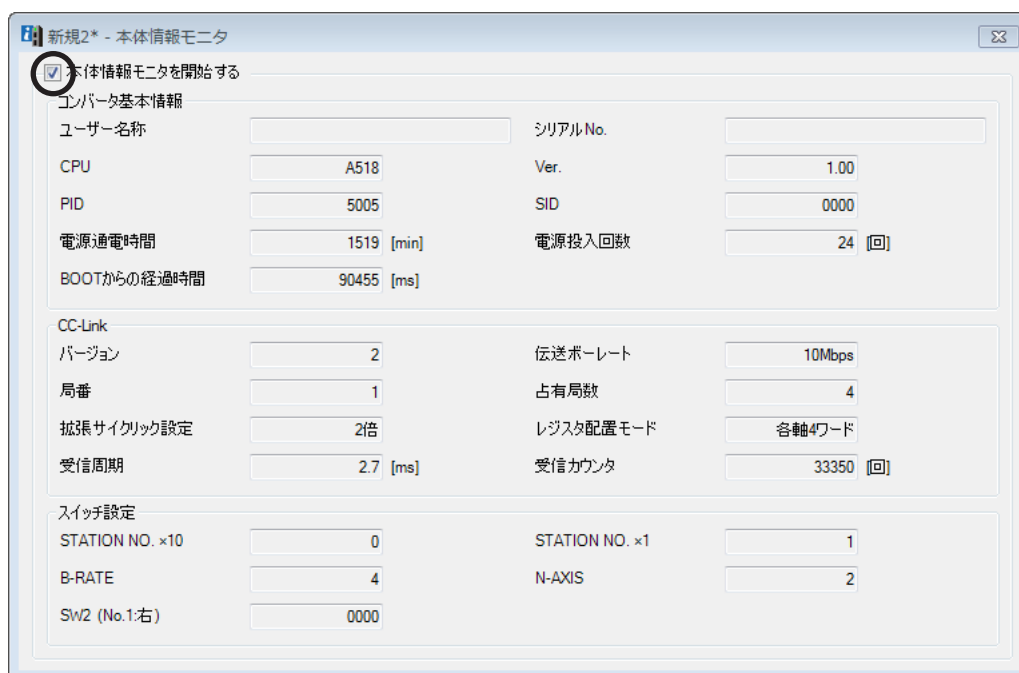 新規2* - 本体情報モニタ
本体情報モニタを開始する
コンバータ基本情報
ユーザー名称 シリアルNo.
CPU A518 Ver. 1.00
PID 5005 SID 0000
電源通電時間 1519 [min] 電源投入回数 24 [回]
BOOTからの経過時間 90455 [ms]
CC-Link
バージョン 2 伝送ボーレート 10Mbps
局番 1 占有局数 4
拡張サイクリック設定 2倍 レジスタ配置モード 各軸4ワード
受信周期 2.7 [ms] 受信カウンタ 33350 [回]
スイッチ設定
STATION NO. ×10 0 STATION NO. ×1 1
B-RATE 4 N-AXIS 2
SW2 (No.1:右) 0000